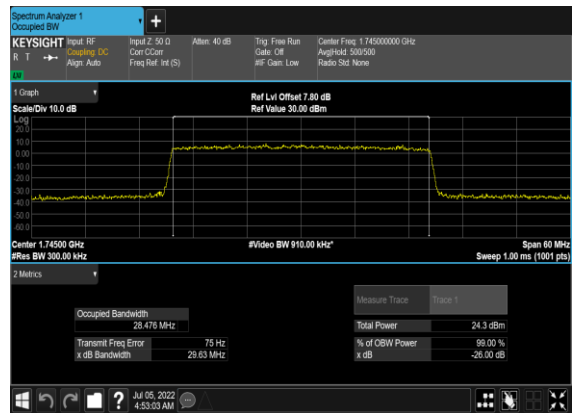 Spectrum Analyzer 1
Occupied BW
+
KEYSIGHT
R T
LW
Input: RF
Coupling: DC
Align: Auto
Input Z: 50 Ω
Corr CCorr
Freq Ref: Int (S)
Atten: 40 dB
Trig: Free Run
Gate: Off
#IF Gain: Low
Center Freq: 1.745000000 GHz
Avg|Hold: 500/500
Radio Std: None
1 Graph
Scale/Div 10.0 dB
Ref Lvl Offset 7.80 dB
Ref Value 30.00 dBm
Log
20.0
10.0
0.00
-10.0
-20.0
-30.0
-40.0
-50.0
-60.0
Center 1.74500 GHz
#Res BW 300.00 kHz
#Video BW 910.00 kHz*
Span 60 MHz
Sweep 1.00 ms (1001 pts)
2 Metrics
Measure Trace Trace 1
Occupied Bandwidth
28.476 MHz
Total Power 24.3 dBm
Transmit Freq Error 75 Hz
% of OBW Power 99.00 %
x dB Bandwidth 29.63 MHz
x dB -26.00 dB
?
Jul 05, 2022
4:53:03 AM